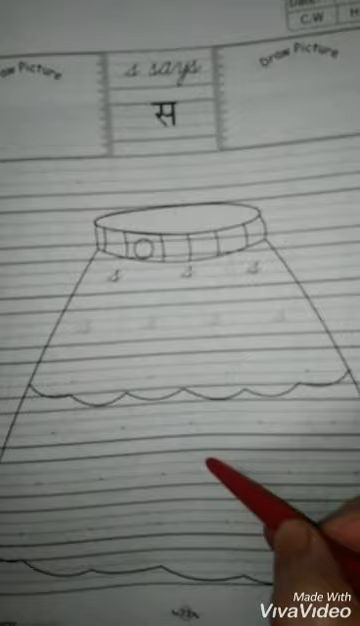 C.W
Draw Picture
s says
Draw Picture
स
s s s
s s s s
Made With
VivaVideo